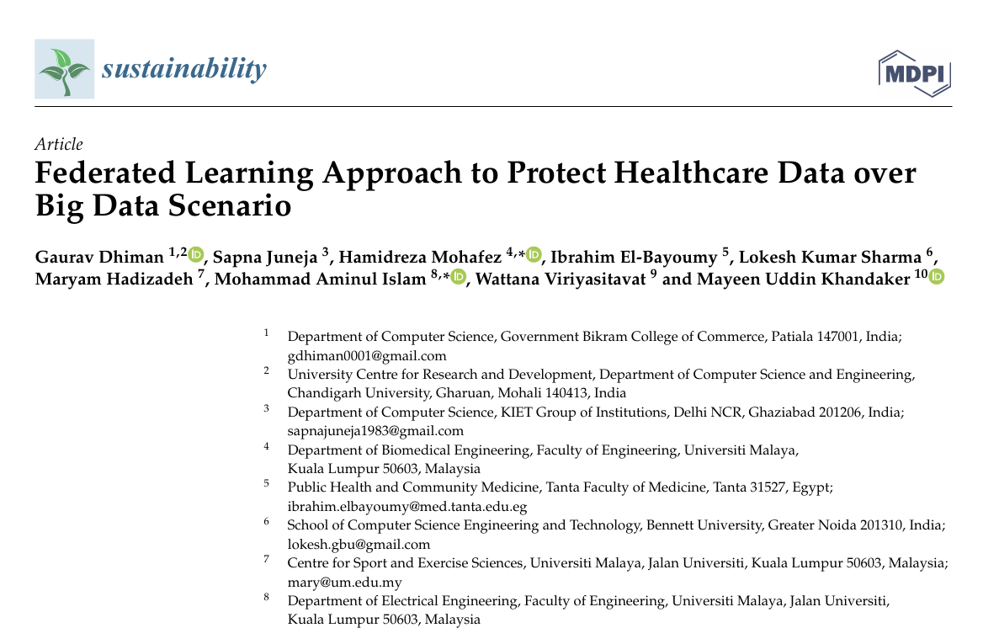 sustainability
MDPI
Article
Federated Learning Approach to Protect Healthcare Data over
Big Data Scenario
Gaurav Dhiman 1,2 iD, Sapna Juneja 3, Hamidreza Mohafez 4,* iD, Ibrahim El-Bayoumy 5, Lokesh Kumar Sharma 6,
Maryam Hadizadeh 7, Mohammad Aminul Islam 8,* iD, Wattana Viriyasitavat 9 and Mayeen Uddin Khandaker 10 iD
1 Department of Computer Science, Government Bikram College of Commerce, Patiala 147001, India;
gdhiman0001@gmail.com
2 University Centre for Research and Development, Department of Computer Science and Engineering,
Chandigarh University, Gharuan, Mohali 140413, India
3 Department of Computer Science, KIET Group of Institutions, Delhi NCR, Ghaziabad 201206, India;
sapnajuneja1983@gmail.com
4 Department of Biomedical Engineering, Faculty of Engineering, Universiti Malaya,
Kuala Lumpur 50603, Malaysia
5 Public Health and Community Medicine, Tanta Faculty of Medicine, Tanta 31527, Egypt;
ibrahim.elbayoumy@med.tanta.edu.eg
6 School of Computer Science Engineering and Technology, Bennett University, Greater Noida 201310, India;
lokesh.gbu@gmail.com
7 Centre for Sport and Exercise Sciences, Universiti Malaya, Jalan Universiti, Kuala Lumpur 50603, Malaysia;
mary@um.edu.my
8 Department of Electrical Engineering, Faculty of Engineering, Universiti Malaya, Jalan Universiti,
Kuala Lumpur 50603, Malaysia